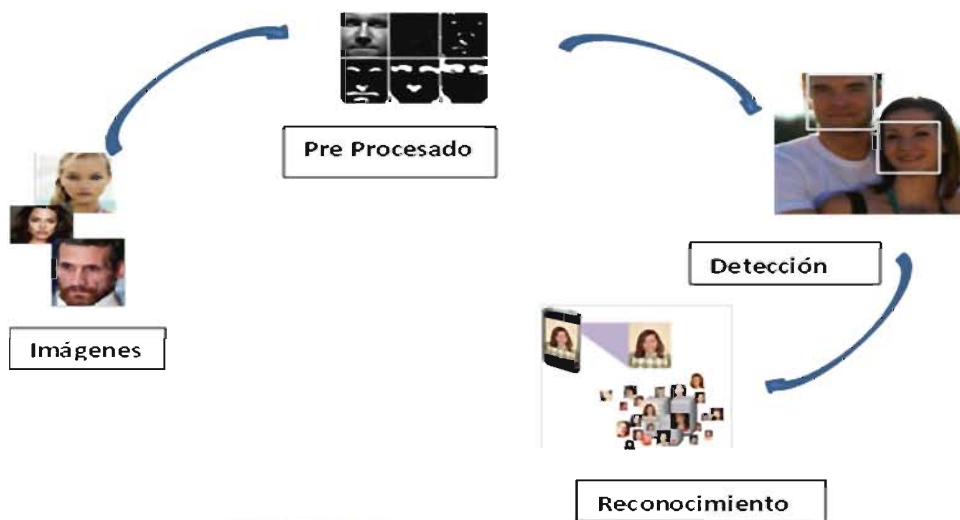 Pre Procesado
Imágenes
Detección
Reconocimiento